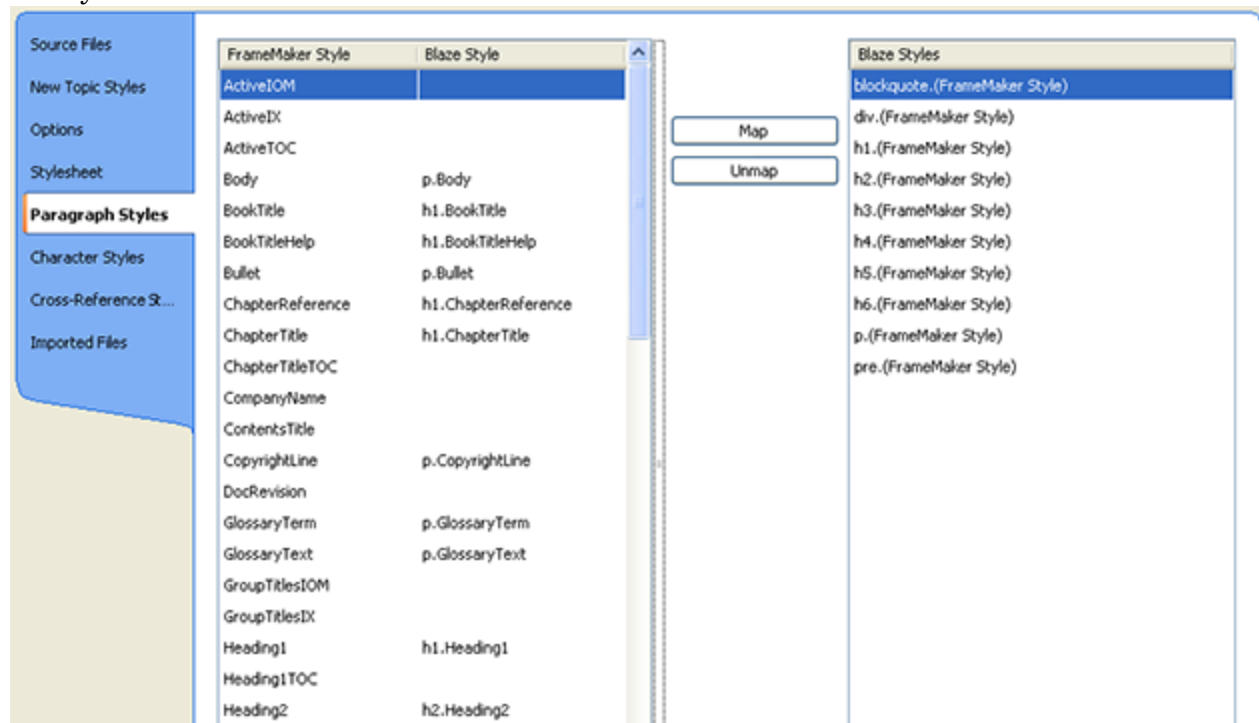 Source Files
New Topic Styles
Options
Stylesheet
Paragraph Styles
Character Styles
Cross-Reference St...
Imported Files
FrameMaker Style Blaze Style
ActiveIOM
ActiveIX
ActiveTOC
Body p.Body
BookTitle h1.BookTitle
BookTitleHelp h1.BookTitleHelp
Bullet p.Bullet
ChapterReference h1.ChapterReference
ChapterTitle h1.ChapterTitle
ChapterTitleTOC
CompanyName
ContentsTitle
CopyrightLine p.CopyrightLine
DocRevision
GlossaryTerm p.GlossaryTerm
GlossaryText p.GlossaryText
GroupTitlesIOM
GroupTitlesIX
Heading1 h1.Heading1
Heading1TOC
Heading2 h2.Heading2
Map
Unmap
Blaze Styles
blockquote.(FrameMaker Style)
div.(FrameMaker Style)
h1.(FrameMaker Style)
h2.(FrameMaker Style)
h3.(FrameMaker Style)
h4.(FrameMaker Style)
h5.(FrameMaker Style)
h6.(FrameMaker Style)
p.(FrameMaker Style)
pre.(FrameMaker Style)